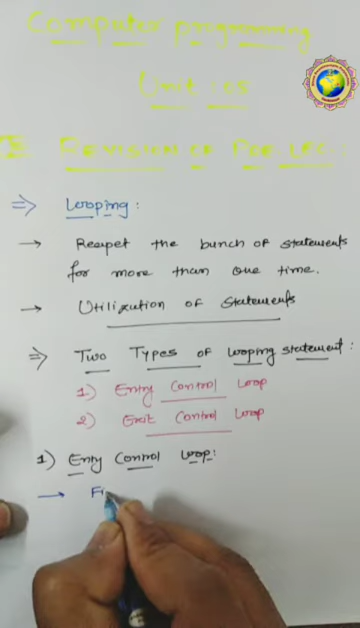 Computer programming
Unit: 05
Revision of Pre Lec:
⇒ Looping:
→ Reapet the bunch of statements
for more than one time.
→ Utilization of statements
⇒ Two Types of looping statement:
1) Entry Control loop
2) Exit Control loop
1) Entry Control loop:
→ Fi